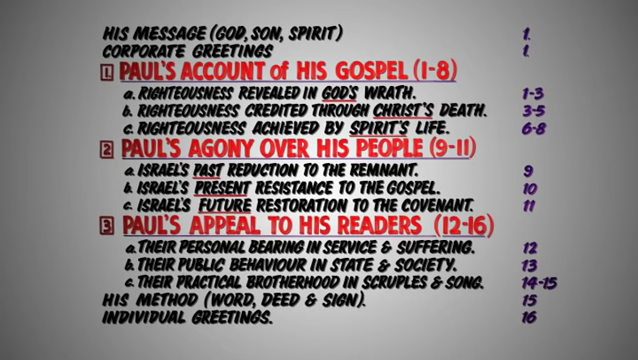 HIS MESSAGE (GOD, SON, SPIRIT) 1.
CORPORATE GREETINGS 1.
1. PAUL'S ACCOUNT of HIS GOSPEL (1-8)
a. RIGHTEOUSNESS REVEALED IN GOD'S WRATH. 1-3
b. RIGHTEOUSNESS CREDITED THROUGH CHRIST'S DEATH. 3-5
c. RIGHTEOUSNESS ACHIEVED BY SPIRIT'S LIFE. 6-8
2 PAUL'S AGONY OVER HIS PEOPLE (9-11)
a. ISRAEL'S PAST REDUCTION TO THE REMNANT. 9
b. ISRAEL'S PRESENT RESISTANCE TO THE GOSPEL. 10
c. ISRAEL'S FUTURE RESTORATION TO THE COVENANT. 11
3 PAUL'S APPEAL TO HIS READERS (12-16)
a. THEIR PERSONAL BEARING IN SERVICE & SUFFERING. 12
b. THEIR PUBLIC BEHAVIOUR IN STATE & SOCIETY. 13
c. THEIR PRACTICAL BROTHERHOOD IN SCRUPLES & SONG. 14-15
HIS METHOD (WORD, DEED & SIGN). 15
INDIVIDUAL GREETINGS. 16